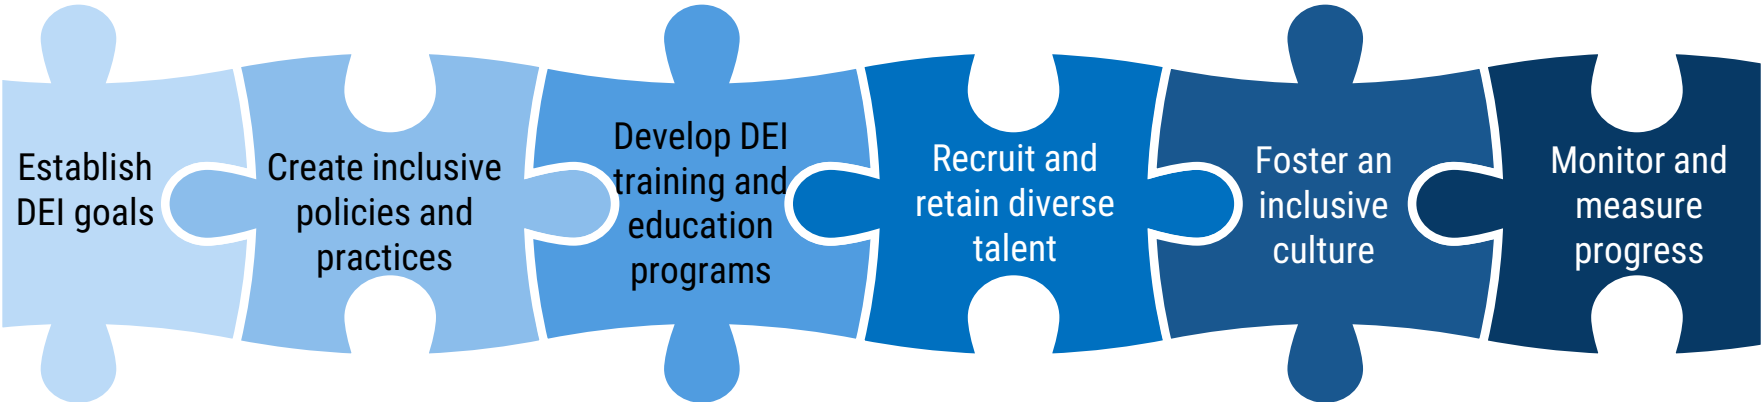 Establish
DEI goals
Create inclusive
policies and
practices
Develop DEI
training and
education
programs
Recruit and
retain diverse
talent
Foster an
inclusive
culture
Monitor and
measure
progress